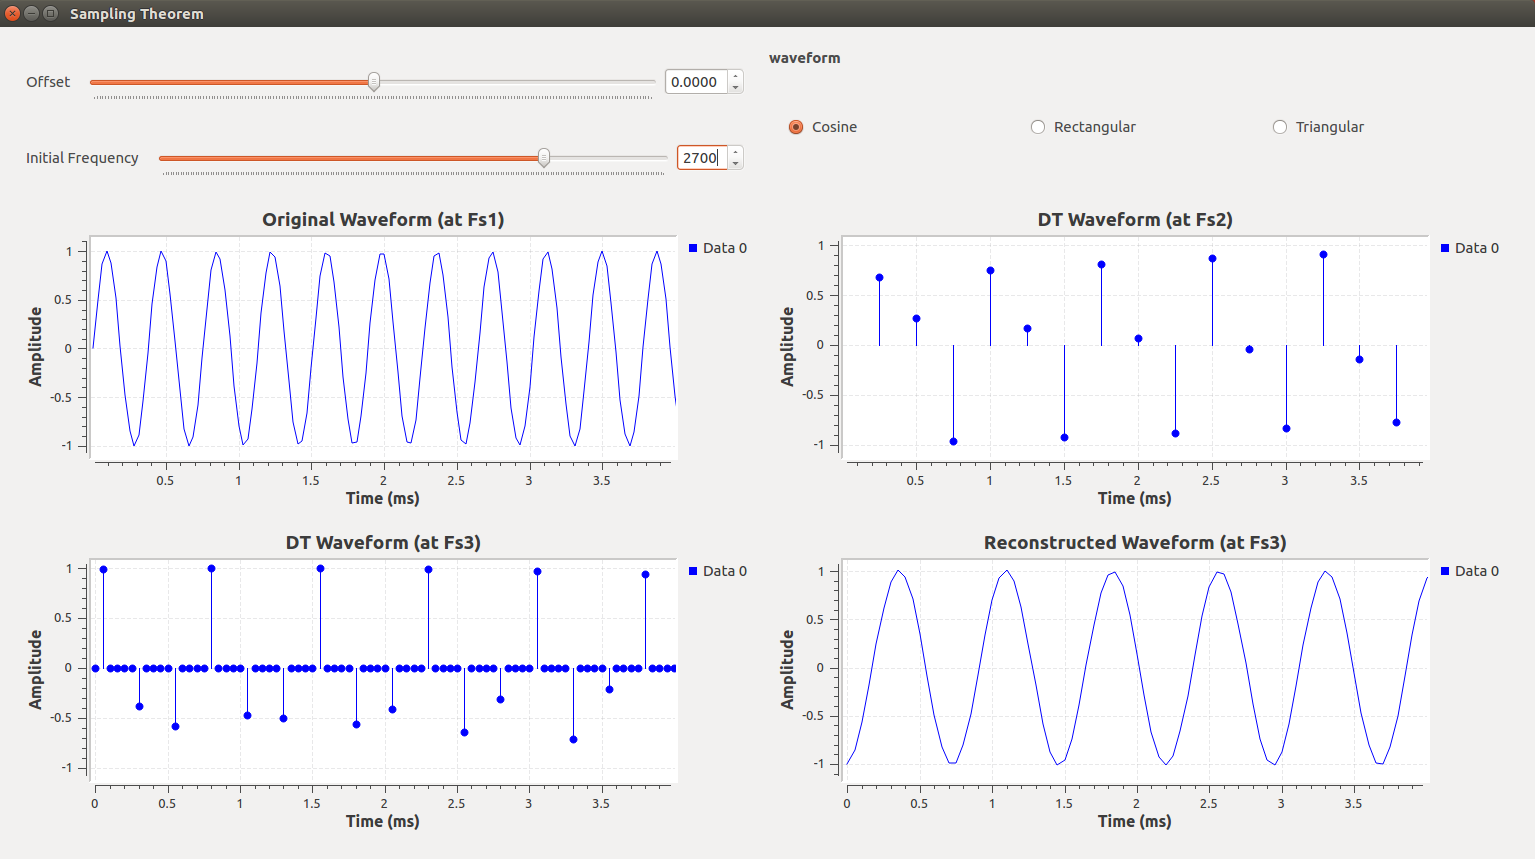 Sampling Theorem
waveform
Offset 0.0000
Cosine Rectangular Triangular
Initial Frequency 2700
Original Waveform (at Fs1)
Data 0
Amplitude
1
0.5
0
-0.5
-1
0.5 1 1.5 2 2.5 3 3.5
Time (ms)
DT Waveform (at Fs2)
Data 0
Amplitude
1
0.5
0
-0.5
-1
0.5 1 1.5 2 2.5 3 3.5
Time (ms)
DT Waveform (at Fs3)
Data 0
Amplitude
1
0.5
0
-0.5
-1
0 0.5 1 1.5 2 2.5 3 3.5
Time (ms)
Reconstructed Waveform (at Fs3)
Data 0
Amplitude
1
0.5
0
-0.5
-1
0 0.5 1 1.5 2 2.5 3 3.5
Time (ms)